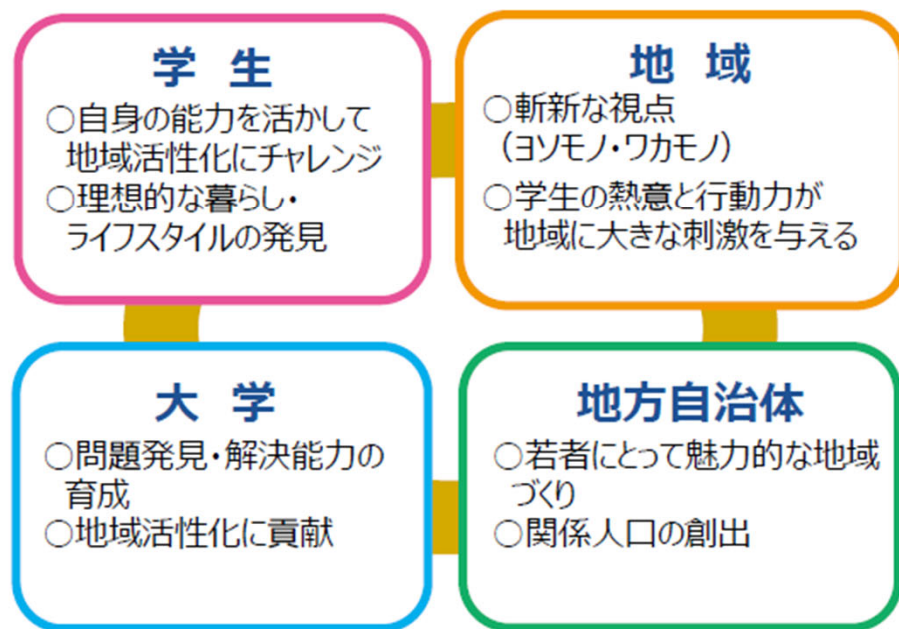 学 生
○自身の能力を活かして
地域活性化にチャレンジ
○理想的な暮らし・
ライフスタイルの発見
地 域
○斬新な視点
（ヨソモノ・ワカモノ）
○学生の熱意と行動力が
地域に大きな刺激を与える
大 学
○問題発見・解決能力の
育成
○地域活性化に貢献
地方自治体
○若者にとって魅力的な地域
づくり
○関係人口の創出